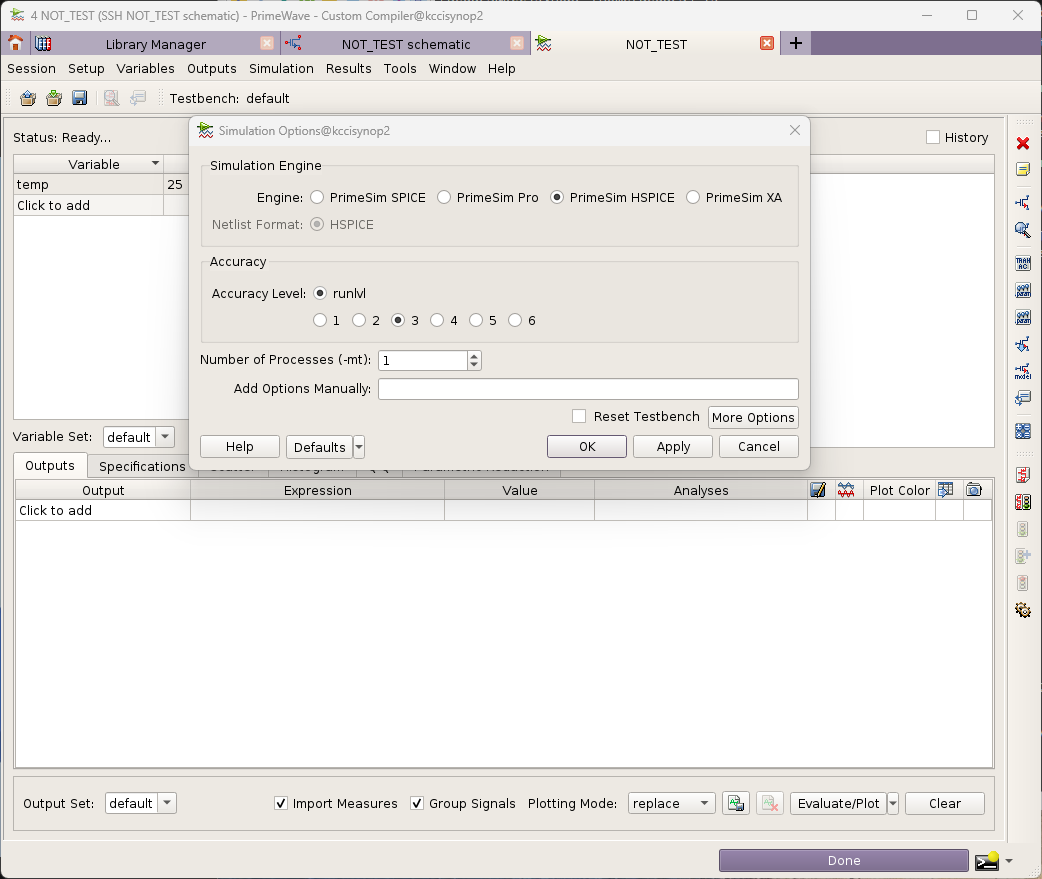 4 NOT_TEST (SSH NOT_TEST schematic) - PrimeWave - Custom Compiler@kccisynop2
Library Manager NOT_TEST schematic NOT_TEST
Session Setup Variables Outputs Simulation Results Tools Window Help
Testbench: default
Simulation Options@kccisynop2
Status: Ready... History
Variable
temp 25
Click to add
Simulation Engine
Engine: PrimeSim SPICE PrimeSim Pro PrimeSim HSPICE PrimeSim XA
Netlist Format: HSPICE
Accuracy
Accuracy Level: runlvl
1 2 3 4 5 6
Number of Processes (-mt): 1
Add Options Manually:
Reset Testbench More Options
Help Defaults OK Apply Cancel
Variable Set: default
Outputs Specifications
Output Expression Value Analyses Plot Color
Click to add
Output Set: default Import Measures Group Signals Plotting Mode: replace Evaluate/Plot Clear
Done
TRAN
AC:
param
param
model